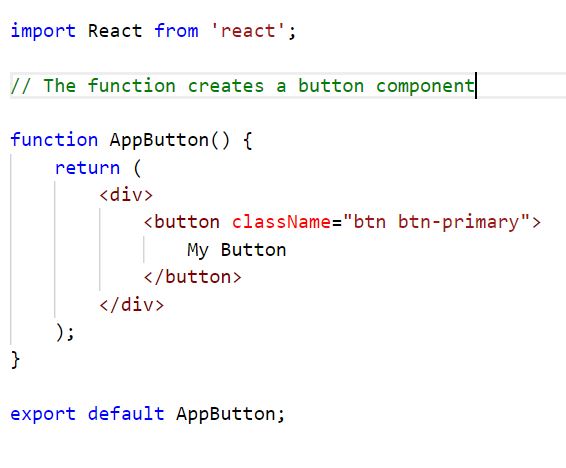 import React from 'react';
// The function creates a button component
function AppButton() {
    return (
        <div>
            <button className="btn btn-primary">
                My Button
            </button>
        </div>
    );
}
export default AppButton;